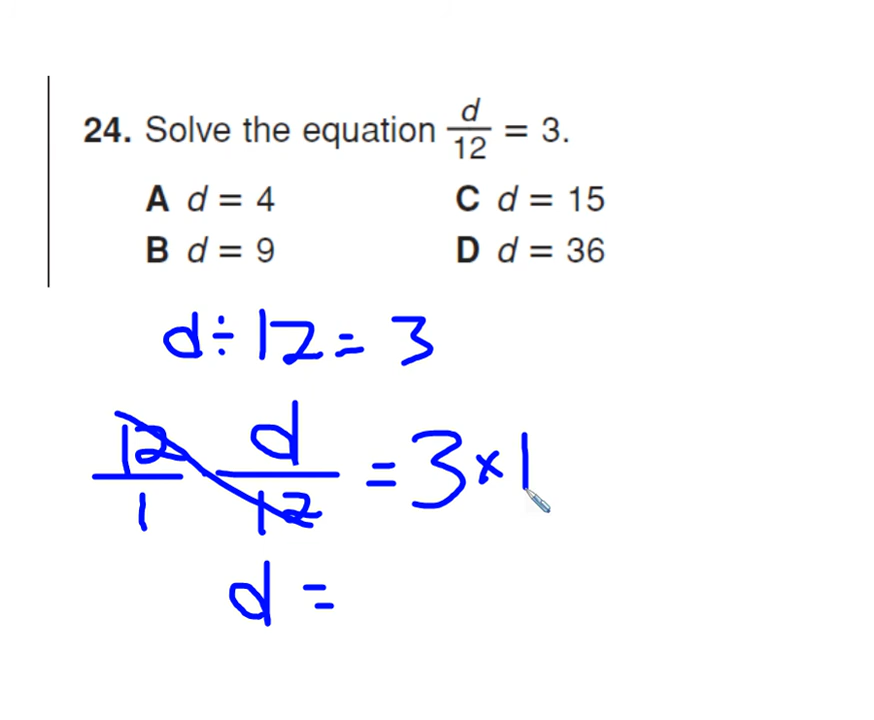 24. Solve the equation d/12 = 3.
A d = 4 C d = 15
B d = 9 D d = 36
d ÷ 12 = 3
12/1 d/12 = 3 × 1
d =